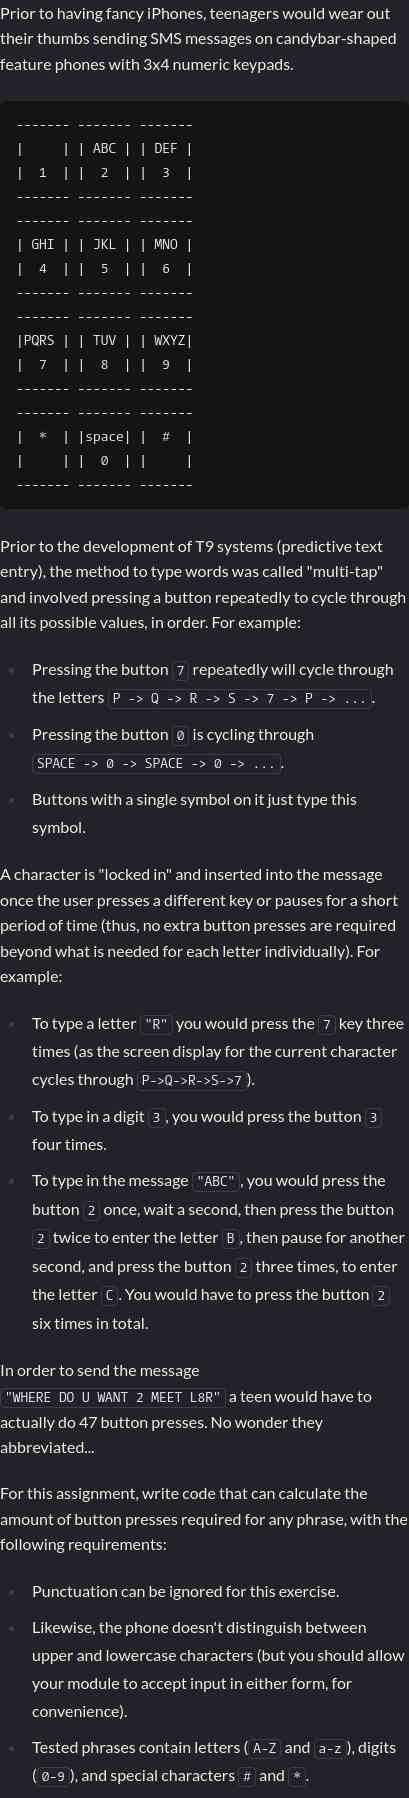 Prior to having fancy iPhones, teenagers would wear out
their thumbs sending SMS messages on candybar-shaped
feature phones with 3x4 numeric keypads.
------- ------- -------
|     | | ABC | | DEF |
|  1  | |  2  | |  3  |
------- ------- -------
------- ------- -------
| GHI | | JKL | | MNO |
|  4  | |  5  | |  6  |
------- ------- -------
------- ------- -------
|PQRS | | TUV | | WXYZ|
|  7  | |  8  | |  9  |
------- ------- -------
------- ------- -------
|  *  | |space| |  #  |
|     | |  0  | |     |
------- ------- -------
Prior to the development of T9 systems (predictive text
entry), the method to type words was called "multi-tap"
and involved pressing a button repeatedly to cycle through
all its possible values, in order. For example:
Pressing the button 7 repeatedly will cycle through
the letters P -> Q -> R -> S -> 7 -> P -> ....
Pressing the button 0 is cycling through
SPACE -> 0 -> SPACE -> 0 -> ....
Buttons with a single symbol on it just type this
symbol.
A character is "locked in" and inserted into the message
once the user presses a different key or pauses for a short
period of time (thus, no extra button presses are required
beyond what is needed for each letter individually). For
example:
To type a letter "R" you would press the 7 key three
times (as the screen display for the current character
cycles through P->Q->R->S->7).
To type in a digit 3, you would press the button 3
four times.
To type in the message "ABC", you would press the
button 2 once, wait a second, then press the button
2 twice to enter the letter B, then pause for another
second, and press the button 2 three times, to enter
the letter C. You would have to press the button 2
six times in total.
In order to send the message
"WHERE DO U WANT 2 MEET L8R" a teen would have to
actually do 47 button presses. No wonder they
abbreviated...
For this assignment, write code that can calculate the
amount of button presses required for any phrase, with the
following requirements:
Punctuation can be ignored for this exercise.
Likewise, the phone doesn't distinguish between
upper and lowercase characters (but you should allow
your module to accept input in either form, for
convenience).
Tested phrases contain letters (A-Z and a-z), digits
(0-9), and special characters # and *.